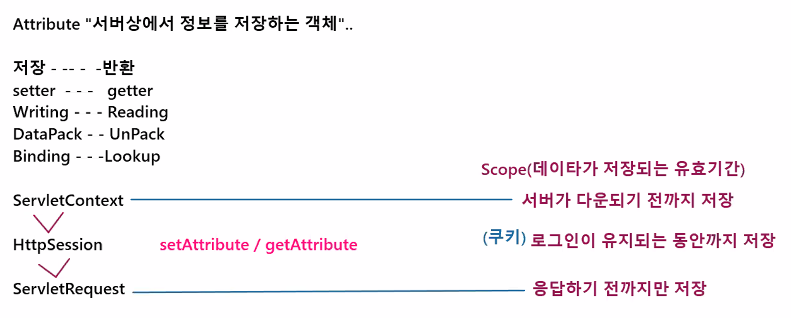 Attribute "서버상에서 정보를 저장하는 객체"..
저장 - -- - -반환
setter - - - getter
Writing - - - Reading
DataPack - - UnPack
Binding - - -Lookup
Scope(데이타가 저장되는 유효기간)
ServletContext 서버가 다운되기 전까지 저장
HttpSession setAttribute / getAttribute (쿠키) 로그인이 유지되는 동안까지 저장
ServletRequest 응답하기 전까지만 저장